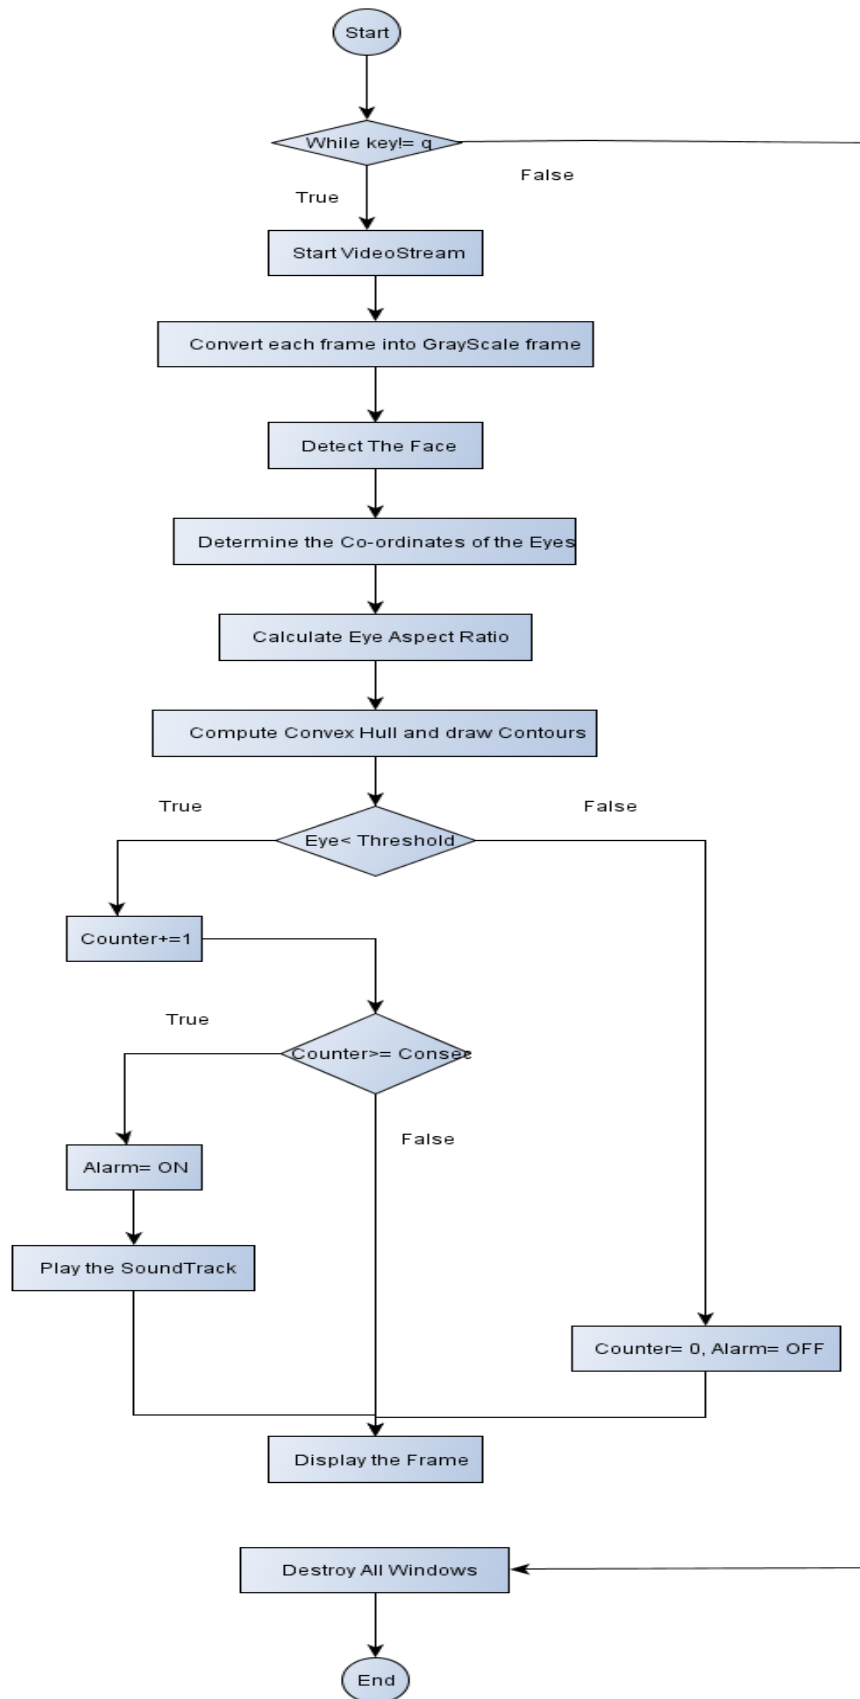 Start
While key!= q
False
True
Start VideoStream
Convert each frame into GrayScale frame
Detect The Face
Determine the Co-ordinates of the Eyes
Calculate Eye Aspect Ratio
Compute Convex Hull and draw Contours
True
False
Eye< Threshold
Counter+=1
True
Counter>= Consec
False
Alarm= ON
Play the SoundTrack
Counter= 0, Alarm= OFF
Display the Frame
Destroy All Windows
End